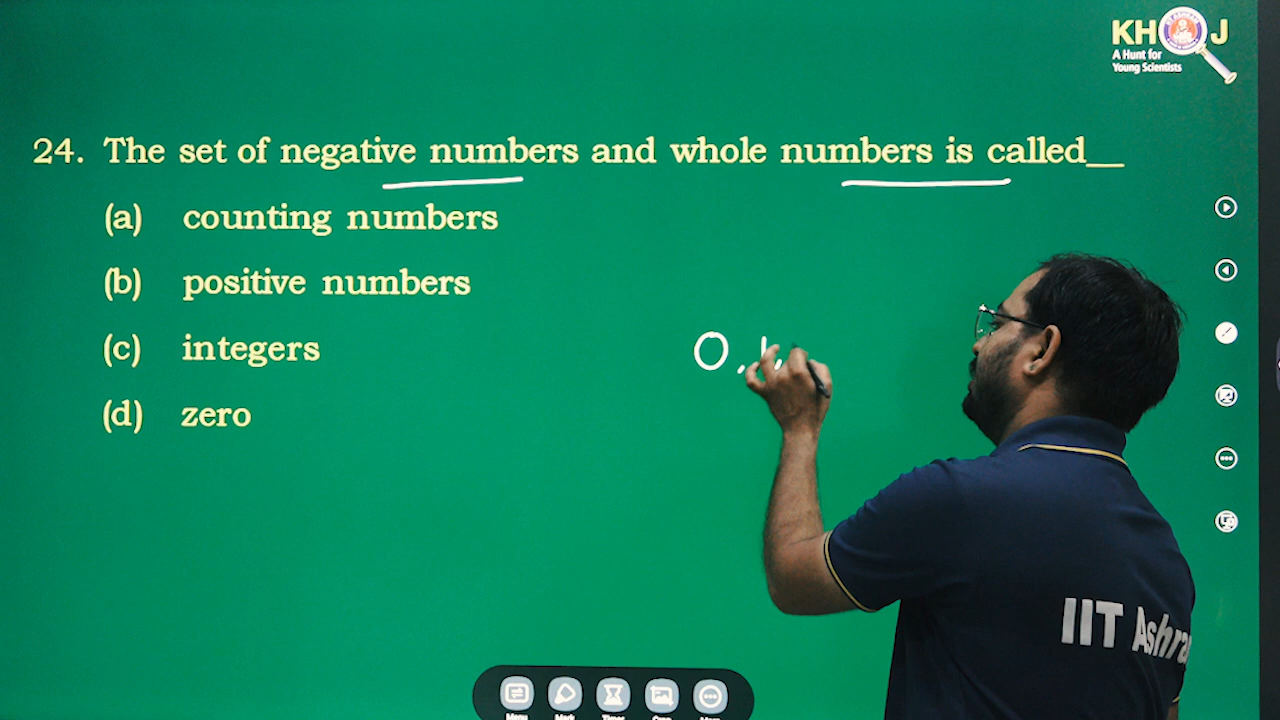 KHOJ
A Hunt for
Young Scientists
24. The set of negative numbers and whole numbers is called__
(a) counting numbers
(b) positive numbers
(c) integers
(d) zero
0,
IIT Ashra
Menu